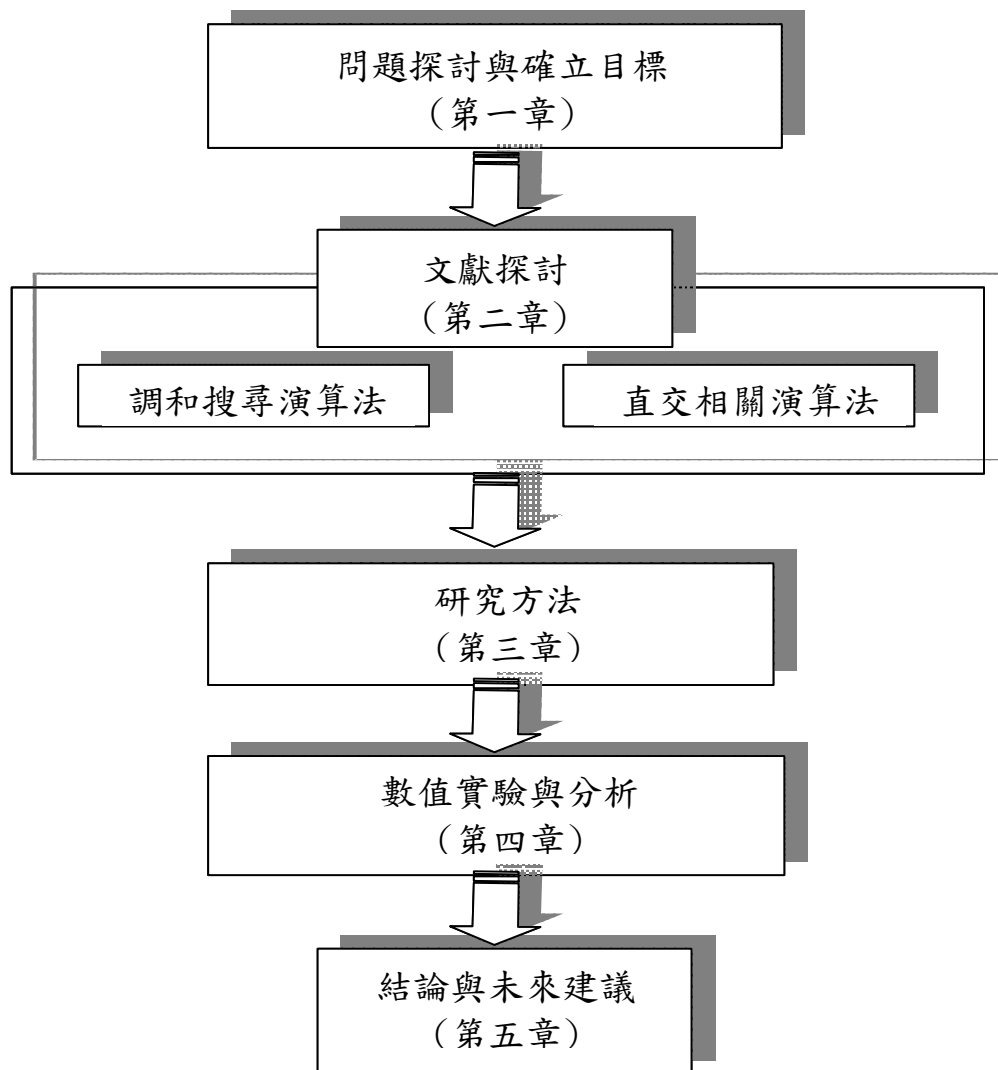 問題探討與確立目標
（第一章）
文獻探討
（第二章）
調和搜尋演算法
直交相關演算法
研究方法
（第三章）
數值實驗與分析
（第四章）
結論與未來建議
（第五章）